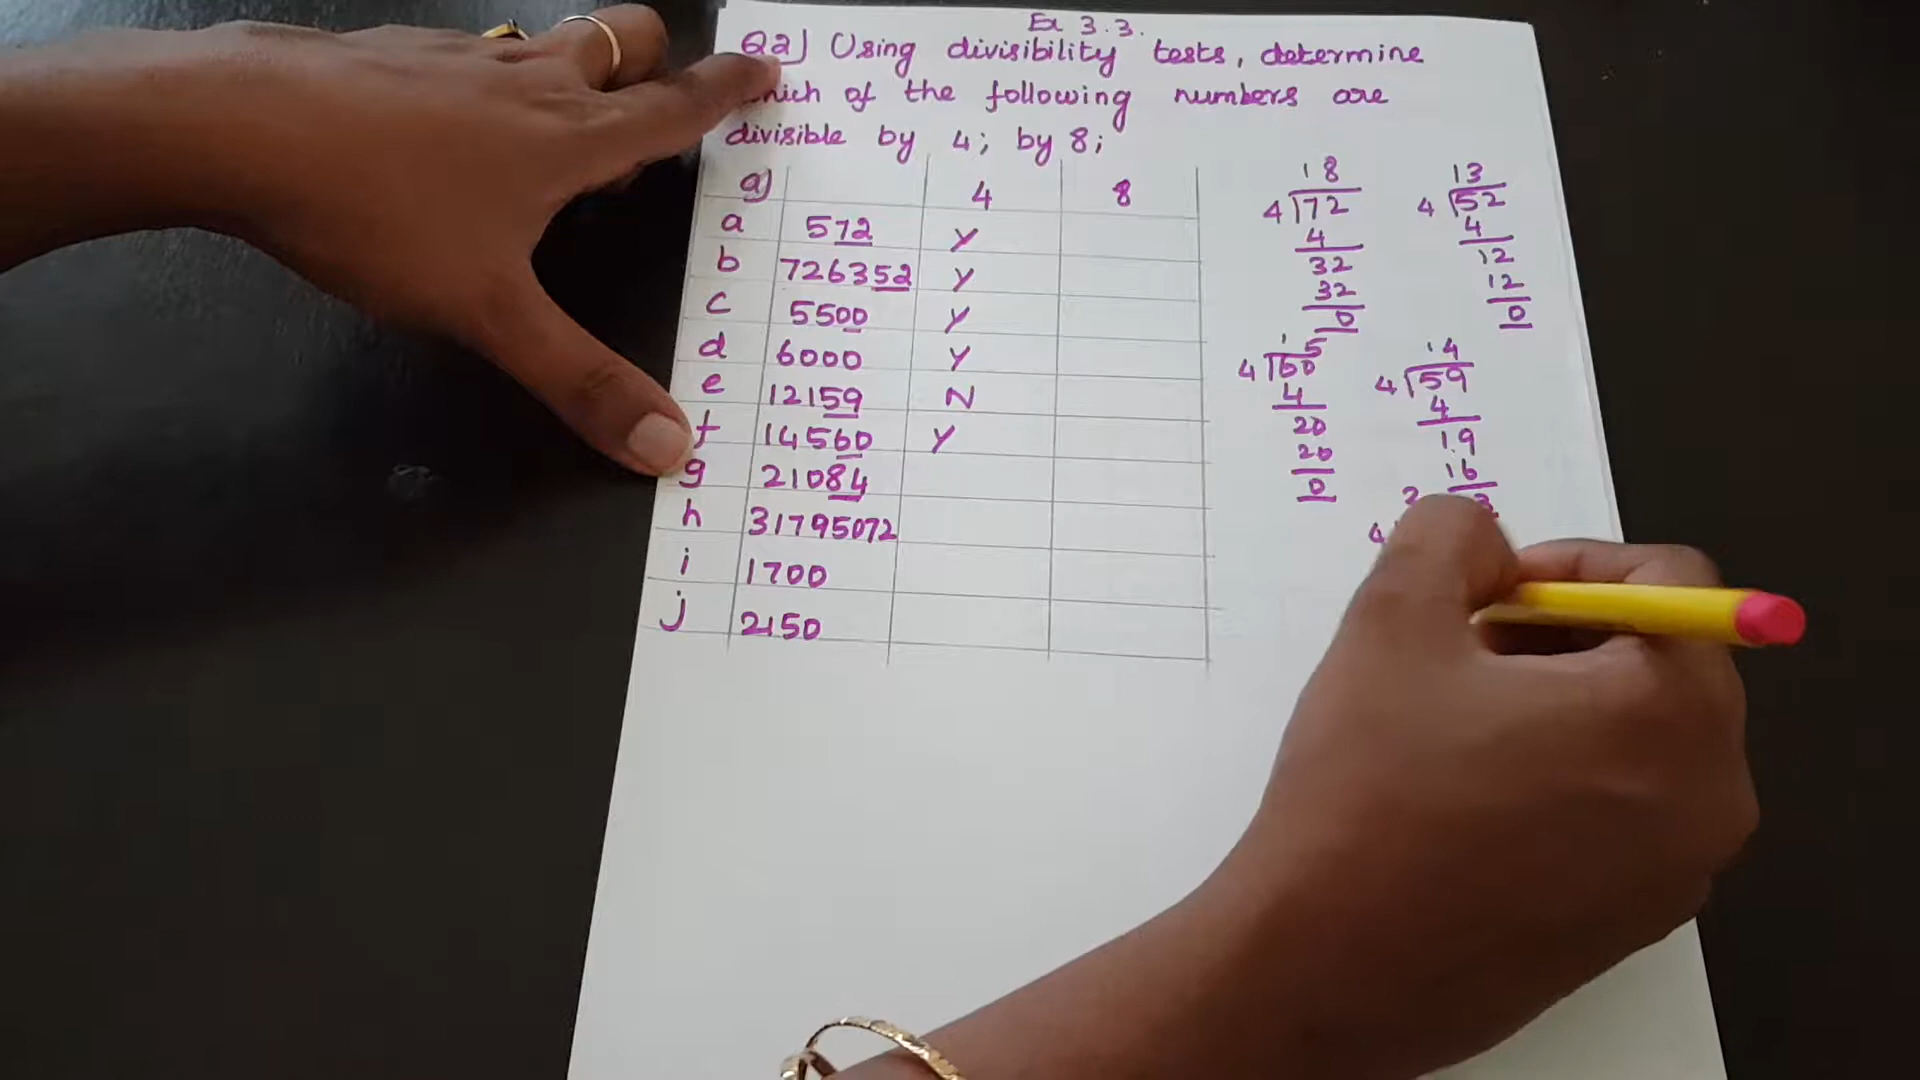 Ex 3.3.
Q2) Using divisibility tests, determine
of the following numbers are
divisible by 4; by 8;
a) 4 8
a 572 Y
b 726352 Y
c 5500 Y
d 6000 Y
e 12159 N
f 14560 Y
g 21084
h 31795072
i 1700
j 2150
18
4 72
4
32
32
0
13
4 52
4
12
12
0
15
4 60
4
20
20
0
14
4 59
4
19
16
3
2
4